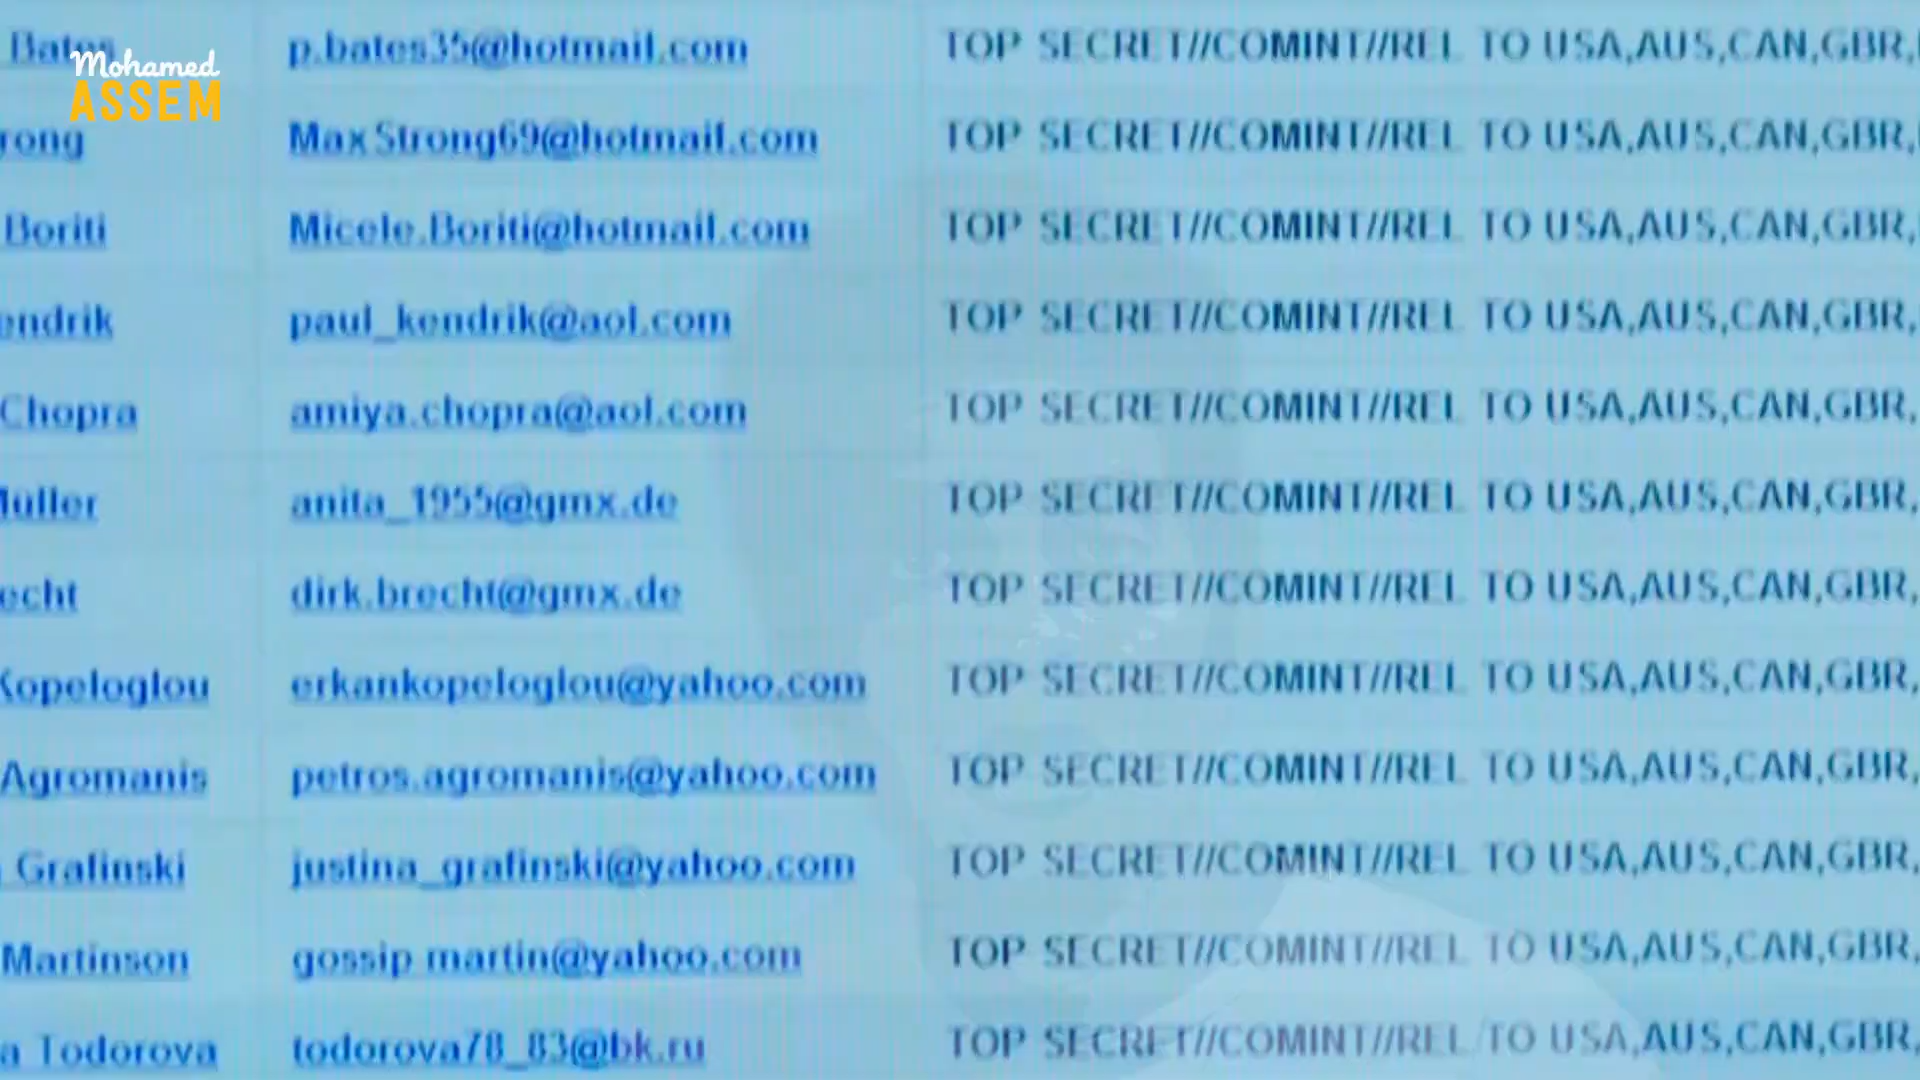 Bates p.bates35@hotmail.com TOP SECRET//COMINT//REL TO USA,AUS,CAN,GBR,
Mohamed
ASSEM
rong MaxStrong69@hotmail.com TOP SECRET//COMINT//REL TO USA,AUS,CAN,GBR,
Boriti Micele.Boriti@hotmail.com TOP SECRET//COMINT//REL TO USA,AUS,CAN,GBR,
endrik paul_kendrik@aol.com TOP SECRET//COMINT//REL TO USA,AUS,CAN,GBR,
Chopra amiya.chopra@aol.com TOP SECRET//COMINT//REL TO USA,AUS,CAN,GBR,
Müller anita_1955@gmx.de TOP SECRET//COMINT//REL TO USA,AUS,CAN,GBR,
echt dirk.brecht@gmx.de TOP SECRET//COMINT//REL TO USA,AUS,CAN,GBR,
Kopeloglou erkankopeloglou@yahoo.com TOP SECRET//COMINT//REL TO USA,AUS,CAN,GBR,
Agromanis petros.agromanis@yahoo.com TOP SECRET//COMINT//REL TO USA,AUS,CAN,GBR,
Grafinski justina_grafinski@yahoo.com TOP SECRET//COMINT//REL TO USA,AUS,CAN,GBR,
Martinson gossip.martin@yahoo.com TOP SECRET//COMINT//REL TO USA,AUS,CAN,GBR,
a Todorova todorova78_83@bk.ru TOP SECRET//COMINT//REL TO USA,AUS,CAN,GBR,